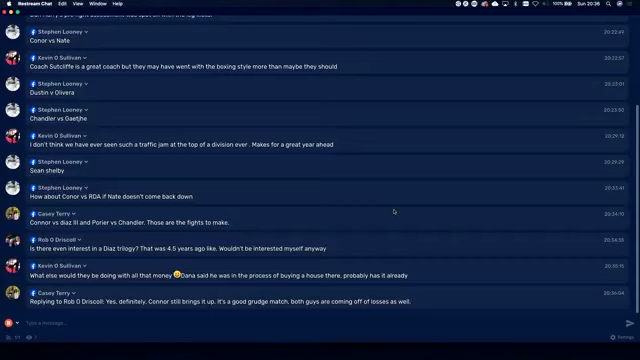 Restream Chat File Edit View Window Help 100% Sun 20:36
Stephen Looney 20:22:49
Conor vs Nate
Kevin O Sullivan 20:22:57
Coach Sutcliffe is a great coach but they may have went with the boxing style more than maybe they should
Stephen Looney 20:23:01
Dustin v Olivera
Stephen Looney 20:23:50
Chandler vs Gaetjhe
Kevin O Sullivan 20:29:12
I don't think we have ever seen such a traffic jam at the top of a division ever . Makes for a great year ahead
Stephen Looney 20:29:29
Sean shelby
Stephen Looney 20:33:41
How about Conor vs RDA if Nate doesn't come back down
Casey Terry 20:34:10
Connor vs diaz III and Porier vs Chandler. Those are the fights to make.
Rob O Driscoll 20:34:55
Is there even interest in a Diaz trilogy? That was 4.5 years ago like. Wouldn't be interested myself anyway
Kevin O Sullivan 20:35:15
What else would they be doing with all that money 😀Dana said he was in the process of buying a house there, probably has it already
Casey Terry 20:36:04
Replying to Rob O Driscoll: Yes, definitely. Connor still brings it up. It's a good grudge match, both guys are coming off of losses as well.
Type a message...
1/1 7 Settings